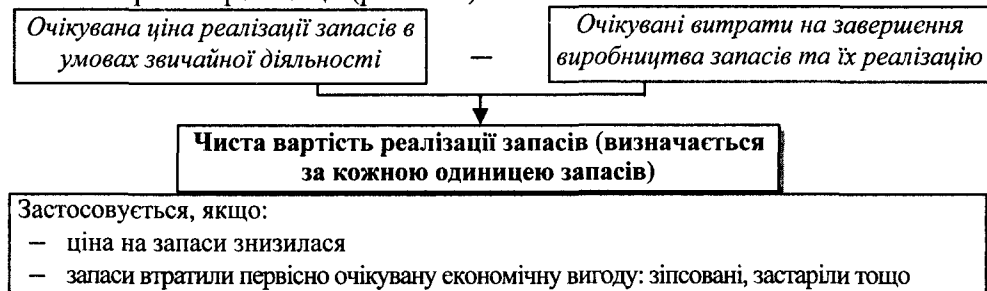 Очікувана ціна реалізації запасів в
умовах звичайної діяльності
–
Очікувані витрати на завершення
виробництва запасів та їх реалізацію
Чиста вартість реалізації запасів (визначається
за кожною одиницею запасів)
Застосовується, якщо:
– ціна на запаси знизилася
– запаси втратили первісно очікувану економічну вигоду: зіпсовані, застаріли тощо